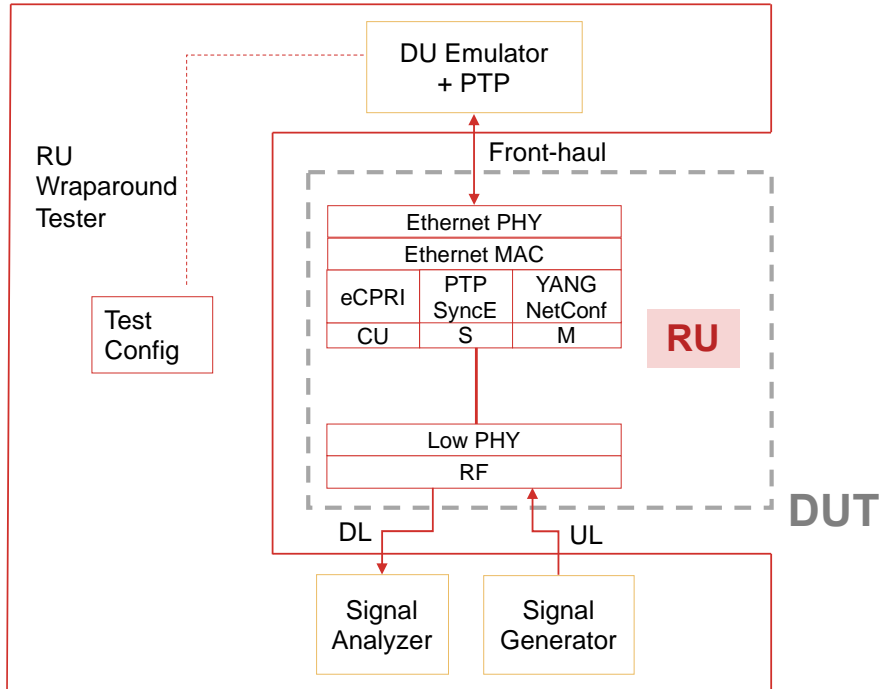 DU Emulator
+ PTP
Front-haul
RU
Wraparound
Tester
Ethernet PHY
Ethernet MAC
eCPRI
PTP
SyncE
YANG
NetConf
CU
S
M
Test
Config
RU
Low PHY
RF
DUT
DL
UL
Signal
Analyzer
Signal
Generator